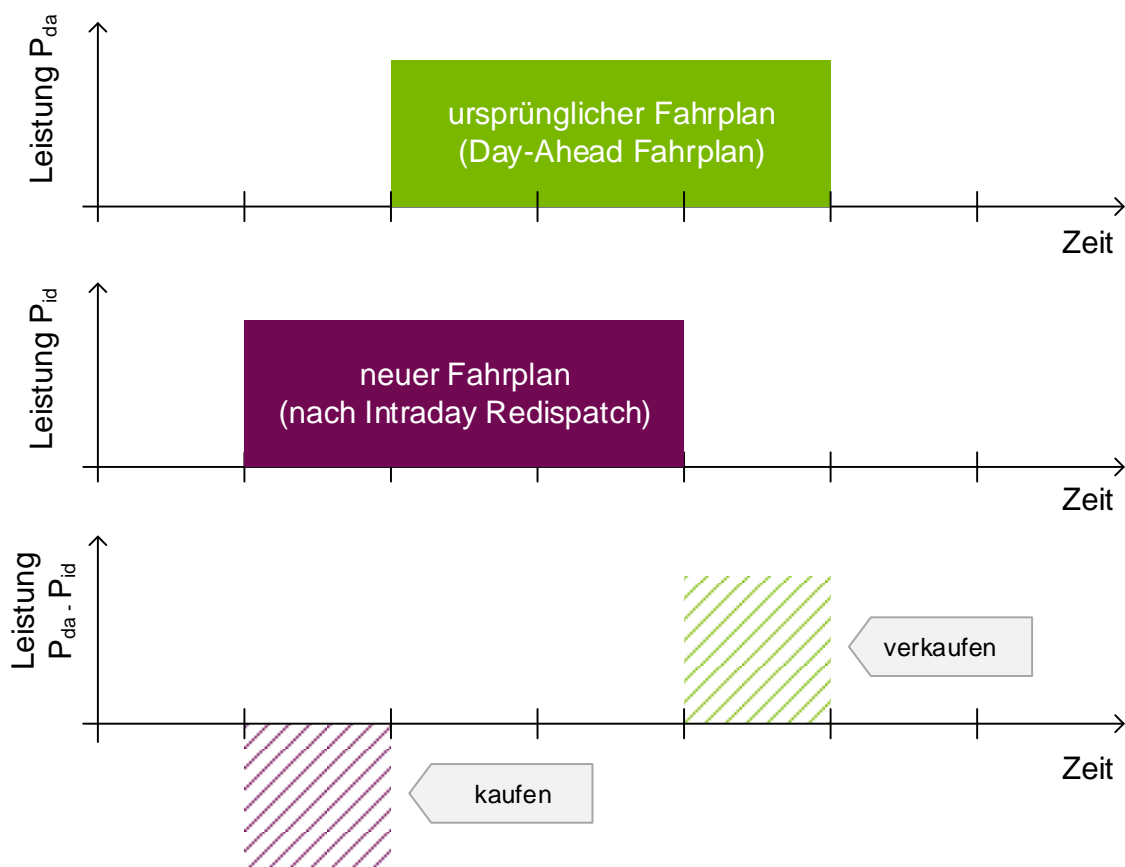 Leistung P_da
ursprünglicher Fahrplan
(Day-Ahead Fahrplan)
Zeit
Leistung P_id
neuer Fahrplan
(nach Intraday Redispatch)
Zeit
Leistung
P_da - P_id
verkaufen
Zeit
kaufen